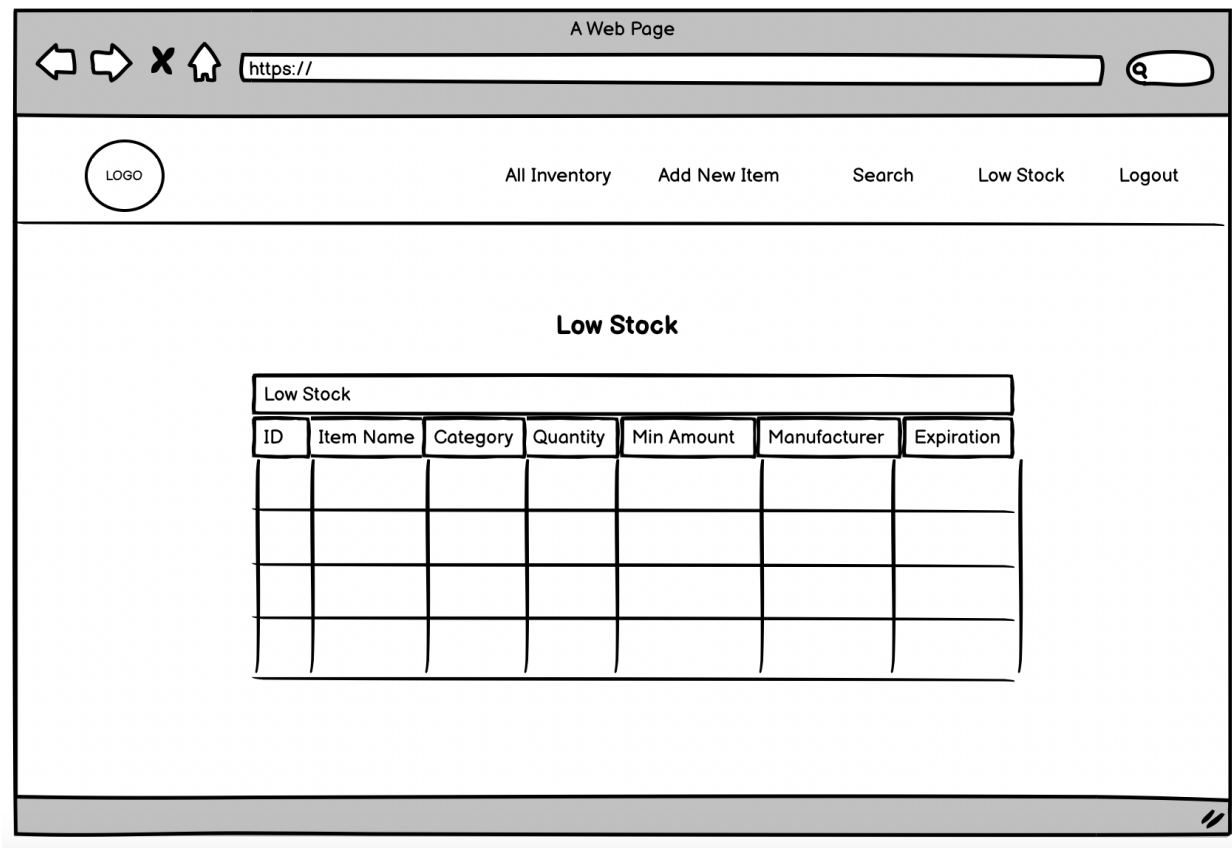 A Web Page
https://
LOGO All Inventory Add New Item Search Low Stock Logout
Low Stock
Low Stock
ID Item Name Category Quantity Min Amount Manufacturer Expiration